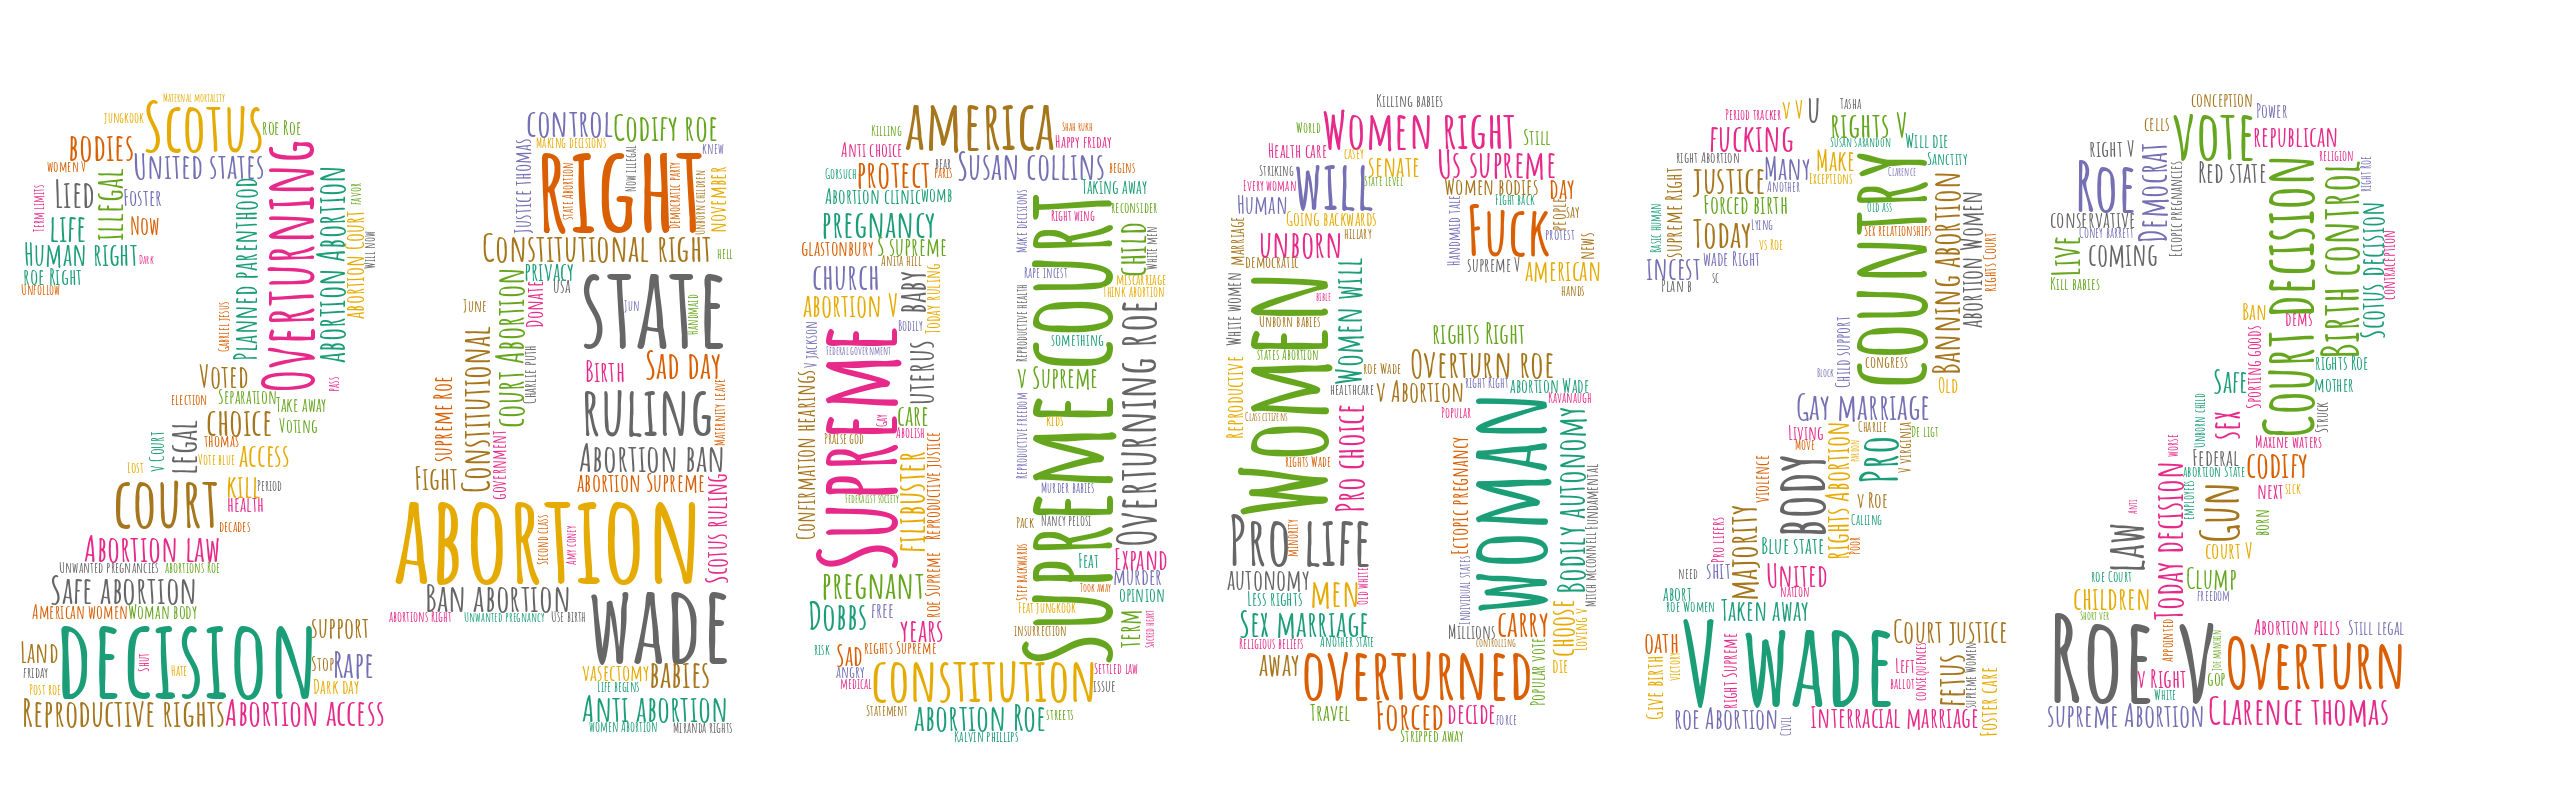 Maternal mortality
jungkook
Scotus
roe Roe
bodies
women v
United states
Lied
illegal
Foster
term limits
life
Now
Human right
Dark
roe Right
Unfollow
Planned parenthood
overturning
abortion Abortion
Abortion court
favor
will now
Gabriel Jesus
pass
Voted
election
Separation
Take away
choice
Voting
thomas
legal
v Court
lost
Vote blue
access
court
kill
period
health
decades
Abortion law
Unwanted pregnancies
abortions roe
Safe abortion
American women
Woman body
decision
support
Land
friday
Shut
Hate
Stop
Rape
Post roe
Dark day
Reproductive rights
Abortion access
control
Codify roe
making decisions
Justice thomas
right
state Abortion
Now illegal
democratic party
unborn children
knew
november
Constitutional right
hell
privacy
USA
Donate
June
state
Jun
handmaid
Court Abortion
Constitutional
Charlie puth
Supreme Roe
Birth
Sad day
ruling
maternity leave
Abortion ban
Fight
government
abortion Supreme
abortion
second class
Amy coney
Scotus ruling
Ban abortion
abortions Right
Unwanted pregnancy
Use birth
wade
vasectomy
babies
Life begins
Anti abortion
women Abortion
Miranda rights
America
Killing
Shah rukh
Happy friday
Anti choice
Susan collins
begins
Gorsuch
protect
bear
paris
Abortion clinic
womb
Taking away
Right wing
reconsider
make decisions
pregnancy
glastonbury
s supreme
Anita hill
child
white men
church
baby
Today ruling
Rape incest
miscarriage
Think abortion
abortion v
Bodily
v Jackson
Federal government
supreme
uterus
Reproductive health
something
supreme court
overturning roe
v Supreme
Confirmation hearings
gay
care
abolish
praise god
kids
Reproductive freedom
filibuster
Reproductive justice
Federalist society
Murder babies
Pack
Nancy pelosi
Step backwards
Feat
Expand
murder
Took away
opinion
pregnant
Dobbs
free
roe Supreme
Feat Jungkook
insurrection
term
sacred heart
years
risk
Sad
rights Supreme
angry
medical
constitution
settled law
issue
statement
abortion Roe
streets
Kalvin phillips
Killing babies
World
Women right
Still
Health care
casey
senate
Us supreme
Striking
every woman
will
state level
women bodies
Fight back
day
Human
Going backwards
hillary
Handmaid tale
Fuck
people
say
protest
news
marriage
unborn
democratic
supreme v
American
hands
White women
women
bible
Women will
Unborn babies
states Abortion
rights Right
roe Wade
Overturn roe
healthcare
v Abortion
right Right
abortion Wade
Kavanaugh
Reproductive
Class citizens
Pro choice
Popular
woman
Bodily autonomy
rights Wade
Ectopic pregnancy
Pro life
minority
Mitch mcconnell
Fundamental
autonomy
Less rights
men
old white
individual states
Sex marriage
Religious beliefs
Another state
Millions
carry
controlling
choose
Loving v
away
overturned
Popular vote
die
Travel
Forced
decide
force
Stripped away
Period tracker
v v
u
Tasha
fucking
rights v
Susan sarandon
Will die
right Abortion
Many
Another
Make
exceptions
Sanctity
Clarence
supreme Right
justice
Forced birth
old ass
Basic human
Today
Lying
vs Roe
Sex relationships
incest
wade Right
Plan b
sc
country
Banning abortion
abortion women
rights Court
congress
Child support
Block
Old
Gay marriage
Living
move
Charlie
De ligt
pro
v virginia
pardon
rights Abortion
body
violence
v Roe
Calling
poor
Blue state
Pro lifers
majority
need
shit
United
nation
abort
roe Women
Taken away
v wade
Court justice
oath
Give birth
victory
right Supreme
Left
ballot
consequences
fetus
supreme Women
Foster care
roe Abortion
civil
Interracial marriage
conception
Power
cells
vote
republican
right v
Democrat
Red state
religion
right Roe
Roe
Ectopic pregnancies
conservative
Coney barrett
live
coming
Kill babies
court decision
Birth control
Scotus decision
contraception
Ban
dems
Sporting goods
rights Roe
Safe
mother
Unborn child
sex
Struck
Maxine waters
worse
Federal
abortion State
codify
employees
gun
next
sick
born
anti
law
Today decision
court v
roe Court
Clump
freedom
children
Short ver
Roe v
appointed
Joe manchin
Abortion pills
Still legal
Overturn
v Right
White
GOP
supreme Abortion
Clarence thomas